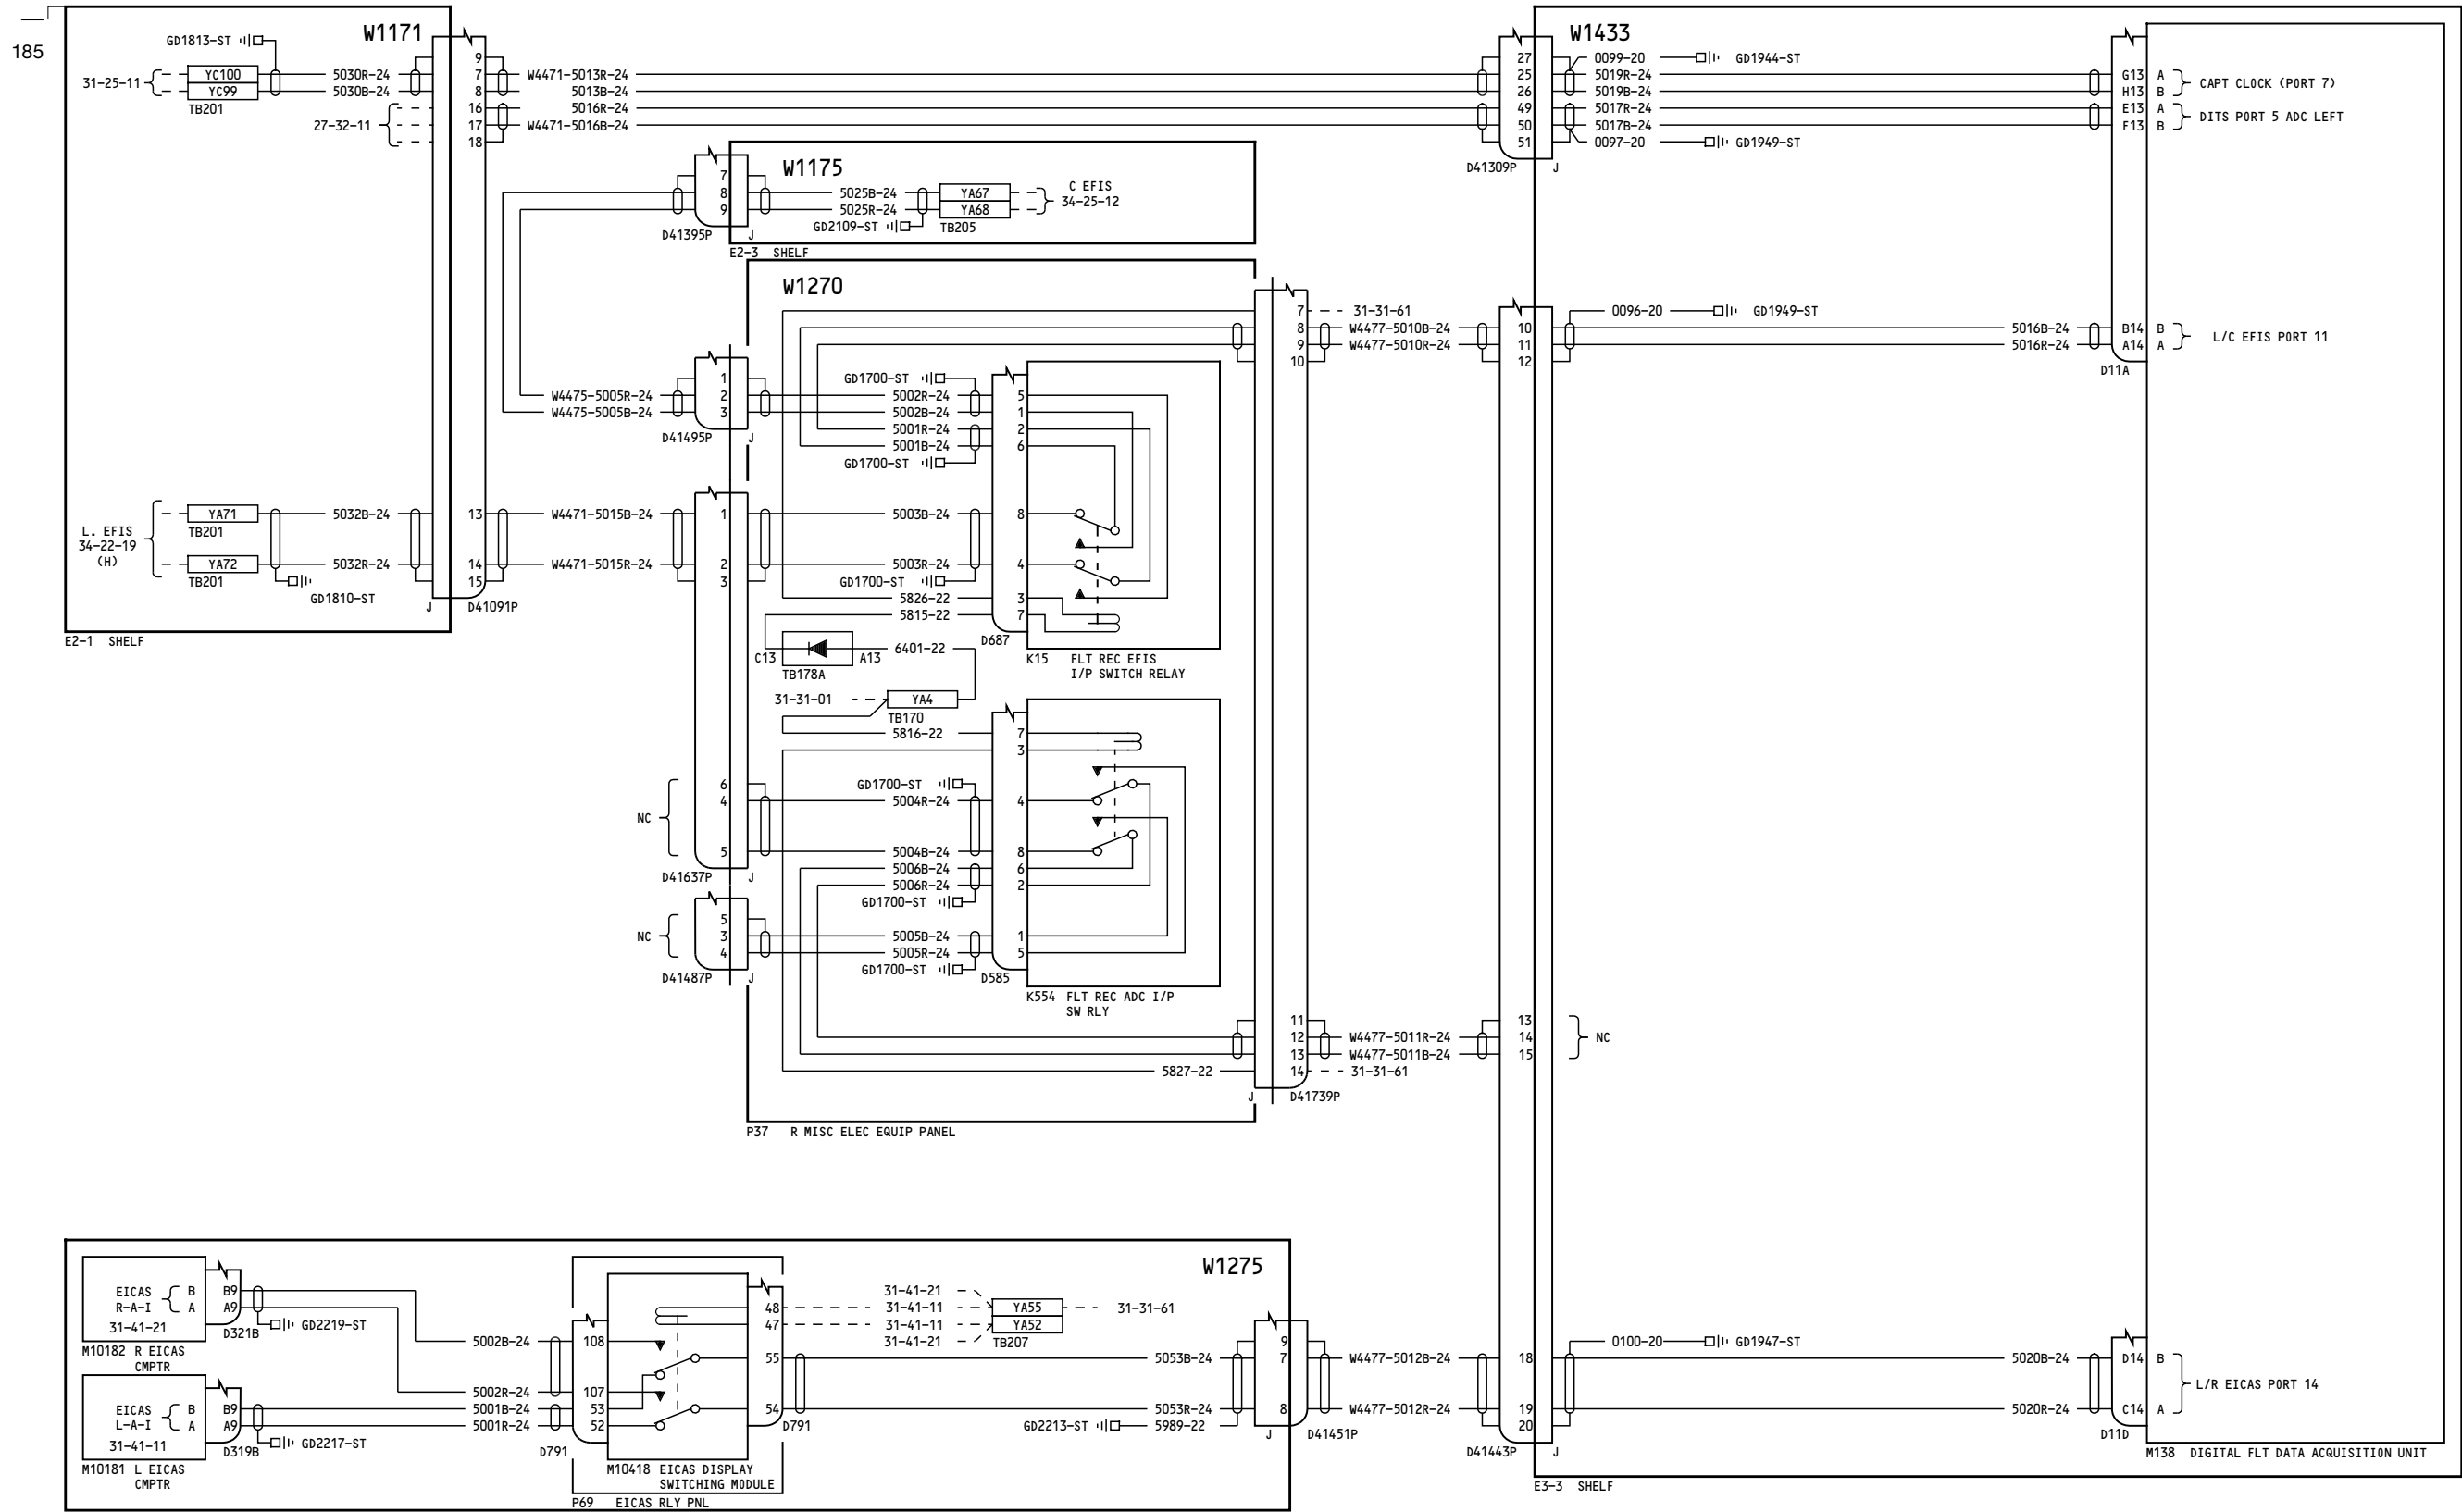 185
W1171
GD1813-ST
31-25-11
YC100
YC99
TB201
5030R-24
5030B-24
27-32-11
9
7
8
16
17
18
W4471-5013R-24
5013B-24
5016R-24
W4471-5016B-24
L. EFIS
34-22-19
(H)
YA71
TB201
YA72
TB201
5032B-24
5032R-24
GD1810-ST
13
14
15
J
D41091P
W4471-5015B-24
W4471-5015R-24
E2-1 SHELF
W1175
7
8
9
D41395P
J
5025B-24
5025R-24
GD2109-ST
YA67
YA68
TB205
C EFIS
34-25-12
E2-3 SHELF
W1270
W4475-5005R-24
W4475-5005B-24
1
2
3
D41495P
J
GD1700-ST
5002R-24
5002B-24
5001R-24
5001B-24
GD1700-ST
5
1
2
6
1
2
3
5003B-24
5003R-24
GD1700-ST
5826-22
5815-22
8
4
3
7
D687
K15 FLT REC EFIS
I/P SWITCH RELAY
C13
A13
TB178A
6401-22
31-31-01
YA4
TB170
5816-22
7
3
NC
6
4
5
D41637P
J
GD1700-ST
5004R-24
5004B-24
5006B-24
5006R-24
GD1700-ST
4
8
6
2
NC
5
3
4
D41487P
J
5005B-24
5005R-24
GD1700-ST
1
5
D585
K554 FLT REC ADC I/P
SW RLY
7
8
9
10
31-31-61
W4477-5010B-24
W4477-5010R-24
11
12
13
14
W4477-5011R-24
W4477-5011B-24
31-31-61
5827-22
J
D41739P
P37 R MISC ELEC EQUIP PANEL
W1433
27
25
26
49
50
51
D41309P
J
0099-20
GD1944-ST
5019R-24
5019B-24
5017R-24
5017B-24
0097-20
GD1949-ST
G13 A
H13 B
E13 A
F13 B
CAPT CLOCK (PORT 7)
DITS PORT 5 ADC LEFT
10
11
12
0096-20
GD1949-ST
5016B-24
5016R-24
B14 B
A14 A
L/C EFIS PORT 11
D11A
13
14
15
NC
18
19
20
D41443P
J
0100-20
GD1947-ST
5020B-24
5020R-24
D14 B
C14 A
L/R EICAS PORT 14
D11D
M138 DIGITAL FLT DATA ACQUISITION UNIT
E3-3 SHELF
W1275
EICAS
R-A-I
B
A
31-41-21
B9
A9
D321B
GD2219-ST
M10182 R EICAS
CMPTR
EICAS
L-A-I
B
A
31-41-11
B9
A9
D319B
GD2217-ST
M10181 L EICAS
CMPTR
5002B-24
5002R-24
5001B-24
5001R-24
108
107
53
52
D791
48
47
55
54
D791
M10418 EICAS DISPLAY
SWITCHING MODULE
P69 EICAS RLY PNL
31-41-21
31-41-11
31-41-11
31-41-21
YA55
YA52
TB207
31-31-61
5053B-24
5053R-24
GD2213-ST
5989-22
9
7
8
J
D41451P
W4477-5012B-24
W4477-5012R-24